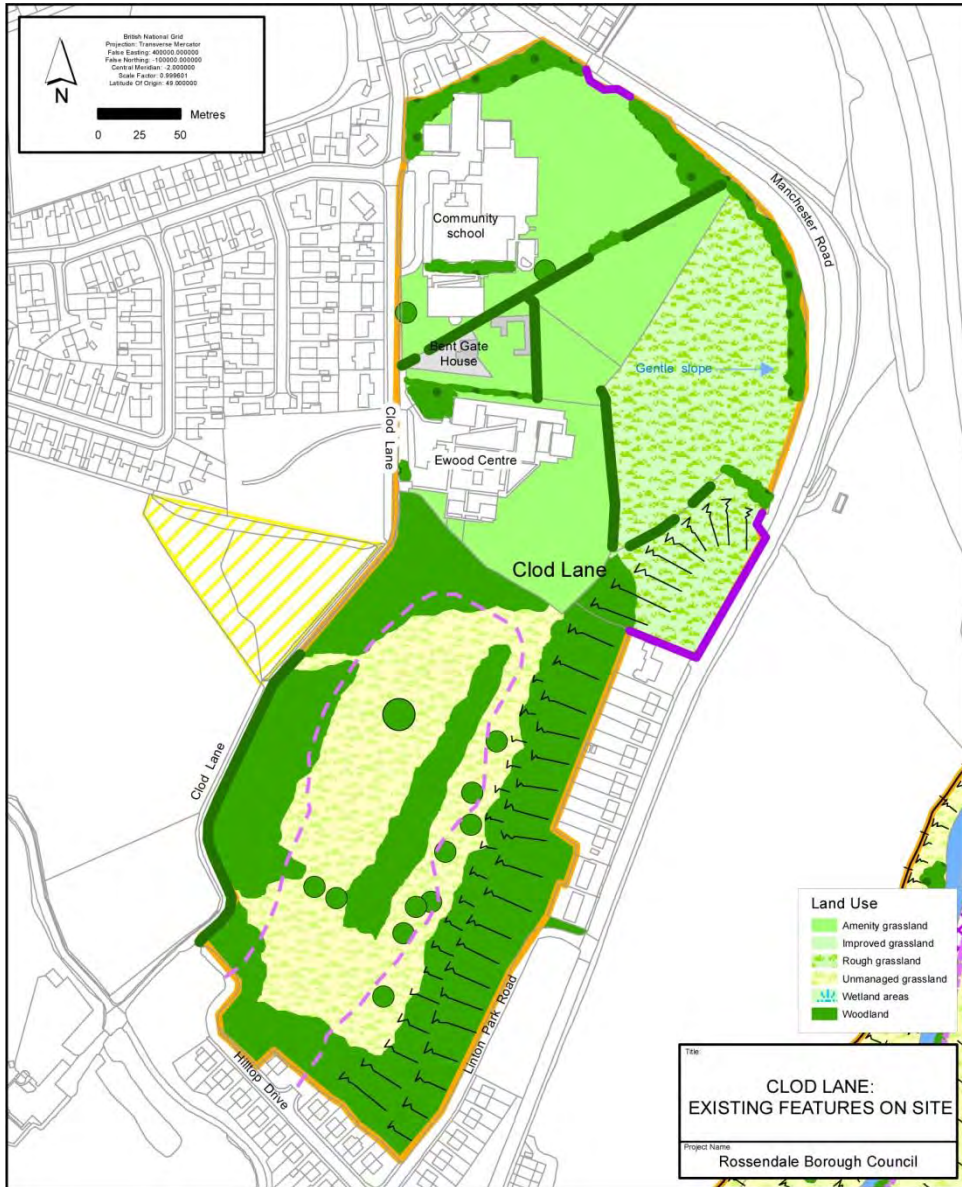 British National Grid
Projection: Transverse Mercator
False Easting: 400000.000000
False Northing: -100000.000000
Central Meridian: -2.000000
Scale Factor: 0.999601
Latitude Of Origin: 49.000000
N
Metres
0 25 50
Manchester Road
Community
school
Bent Gate
House
Gentle slope
Clod Lane
Ewood Centre
Clod Lane
Clod Lane
Linton Park Road
Hilltop Drive
Land Use
Amenity grassland
Improved grassland
Rough grassland
Unmanaged grassland
Wetland areas
Woodland
Title
CLOD LANE:
EXISTING FEATURES ON SITE
Project Name
Rossendale Borough Council